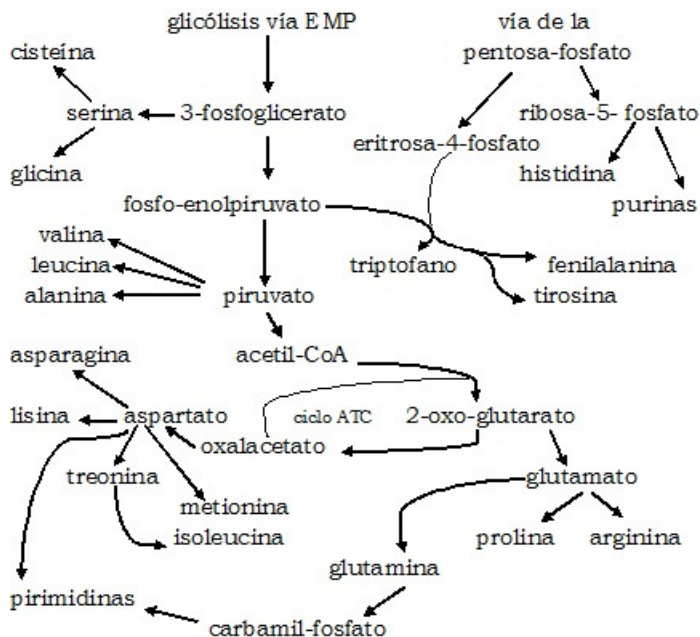 glicólisis vía EMP
vía de la
pentosa-fosfato
cisteína
serina
3-fosfoglicerato
ribosa-5- fosfato
eritrosa-4-fosfato
glicina
histidina
purinas
fosfo-enolpiruvato
valina
leucina
alanina
piruvato
triptofano
fenilalanina
tirosina
asparagina
acetil-CoA
lisina
aspartato
ciclo ATC
2-oxo-glutarato
oxalacetato
treonina
glutamato
metionina
isoleucina
prolina
arginina
glutamina
pirimidinas
carbamil-fosfato